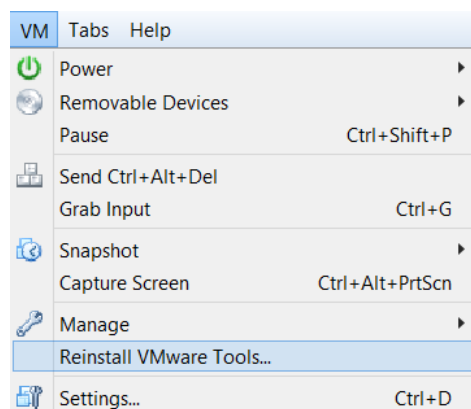 VM Tabs Help
Power
Removable Devices
Pause Ctrl+Shift+P
Send Ctrl+Alt+Del
Grab Input Ctrl+G
Snapshot
Capture Screen Ctrl+Alt+PrtScn
Manage
Reinstall VMware Tools...
Settings... Ctrl+D